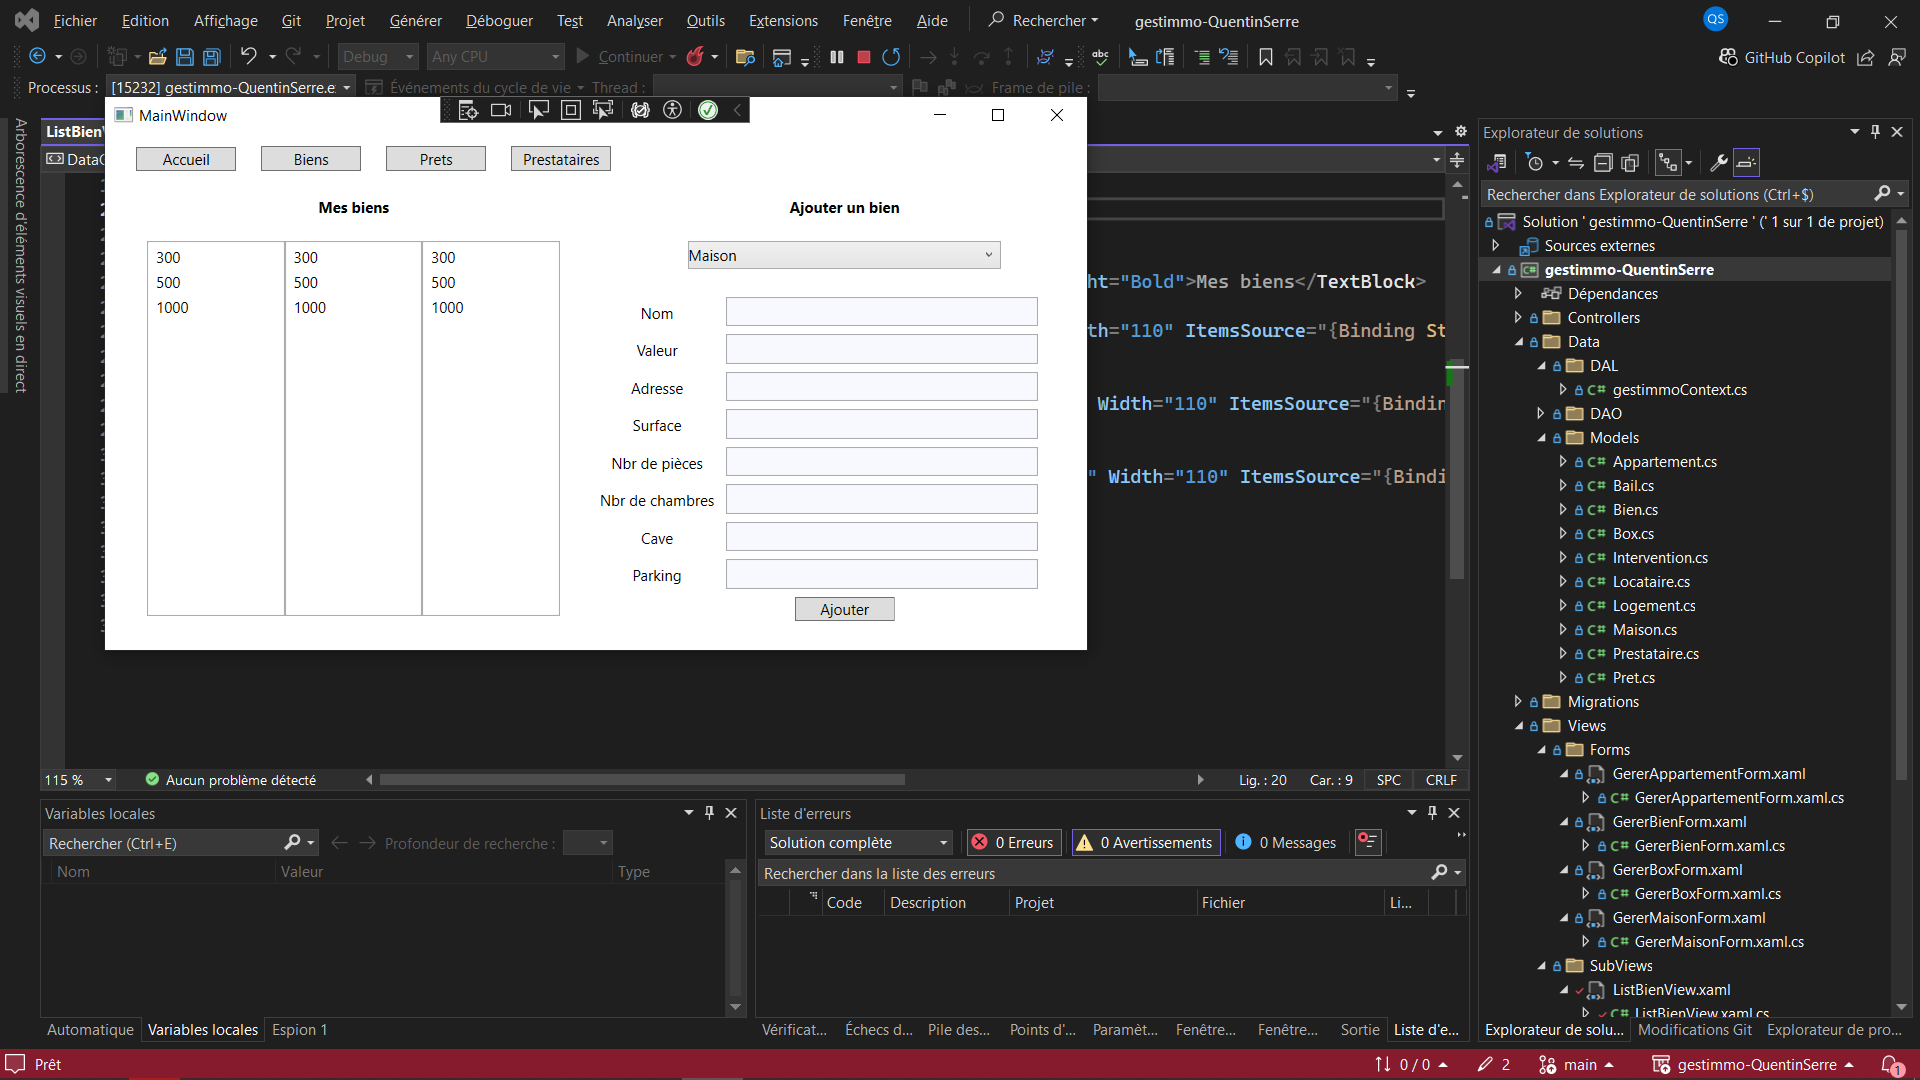 Fichier Edition Affichage Git Projet Générer Déboguer Test Analyser Outils Extensions Fenêtre Aide Rechercher gestimmo-QuentinSerre QS
Debug Any CPU Continuer abc GitHub Copilot
Processus : [15232] gestimmo-QuentinSerre.e: Événements du cycle de vie Thread : Frame de pile :
Arborescence d'éléments visuels en direct
ListBien
DataC
MainWindow
Accueil Biens Prets Prestataires
Mes biens
300 300 300
500 500 500
1000 1000 1000
Ajouter un bien
Maison
Nom
Valeur
Adresse
Surface
Nbr de pièces
Nbr de chambres
Cave
Parking
Ajouter
ht="Bold">Mes biens</TextBlock>
th="110" ItemsSource="{Binding St
Width="110" ItemsSource="{Bindin
" Width="110" ItemsSource="{Bindi
115 % Aucun problème détecté Lig. : 20 Car. : 9 SPC CRLF
Variables locales
Rechercher (Ctrl+E) Profondeur de recherche :
Nom Valeur Type
Automatique Variables locales Espion 1
Liste d'erreurs
Solution complète 0 Erreurs 0 Avertissements 0 Messages
Rechercher dans la liste des erreurs
Code Description Projet Fichier Li...
Vérificat... Échecs d... Pile des... Points d'... Paramèt... Fenêtre... Fenêtre... Sortie Liste d'e...
Explorateur de solutions
Rechercher dans Explorateur de solutions (Ctrl+$)
Solution ' gestimmo-QuentinSerre ' (' 1 sur 1 de projet)
Sources externes
gestimmo-QuentinSerre
Dépendances
Controllers
Data
DAL
C# gestimmoContext.cs
DAO
Models
C# Appartement.cs
C# Bail.cs
C# Bien.cs
C# Box.cs
C# Intervention.cs
C# Locataire.cs
C# Logement.cs
C# Maison.cs
C# Prestataire.cs
C# Pret.cs
Migrations
Views
Forms
GererAppartementForm.xaml
C# GererAppartementForm.xaml.cs
GererBienForm.xaml
C# GererBienForm.xaml.cs
GererBoxForm.xaml
C# GererBoxForm.xaml.cs
GererMaisonForm.xaml
C# GererMaisonForm.xaml.cs
SubViews
ListBienView.xaml
C# ListBienView.xaml.cs
Explorateur de solu... Modifications Git Explorateur de pro...
Prêt 0 / 0 2 main gestimmo-QuentinSerre 1